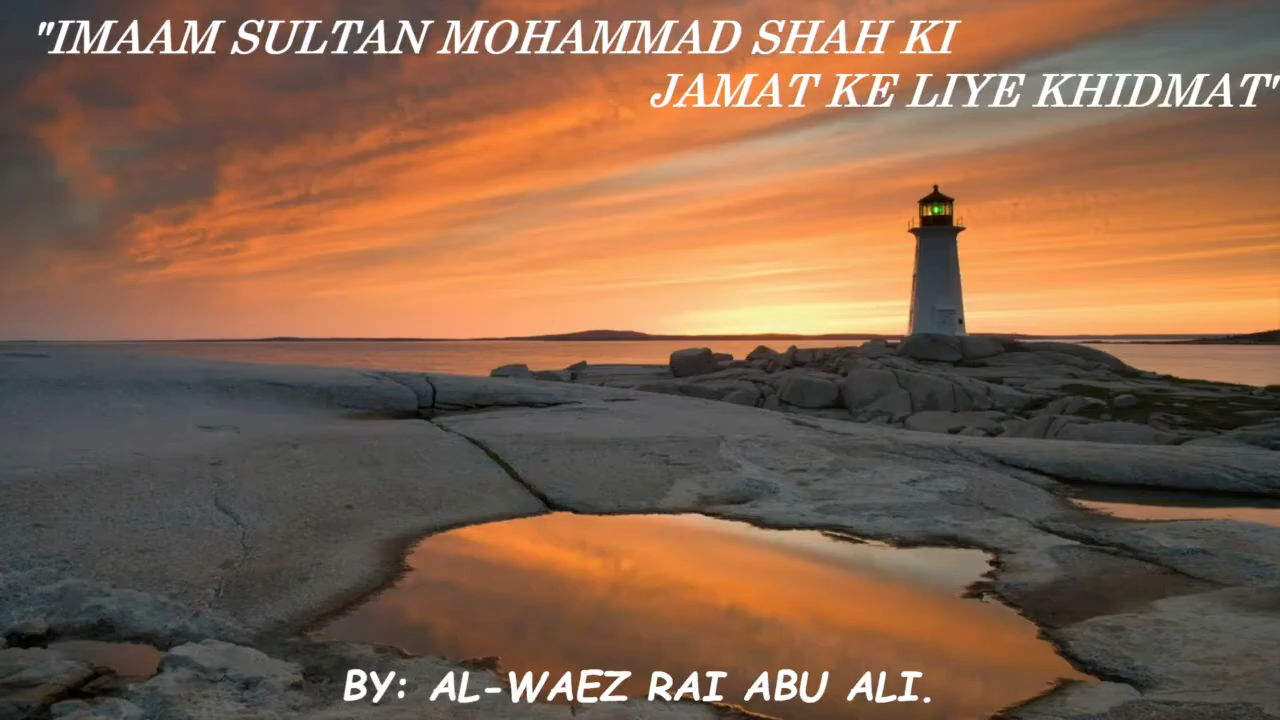 "IMAAM SULTAN MOHAMMAD SHAH KI
JAMAT KE LIYE KHIDMAT"
BY: AL-WAEZ RAI ABU ALI.